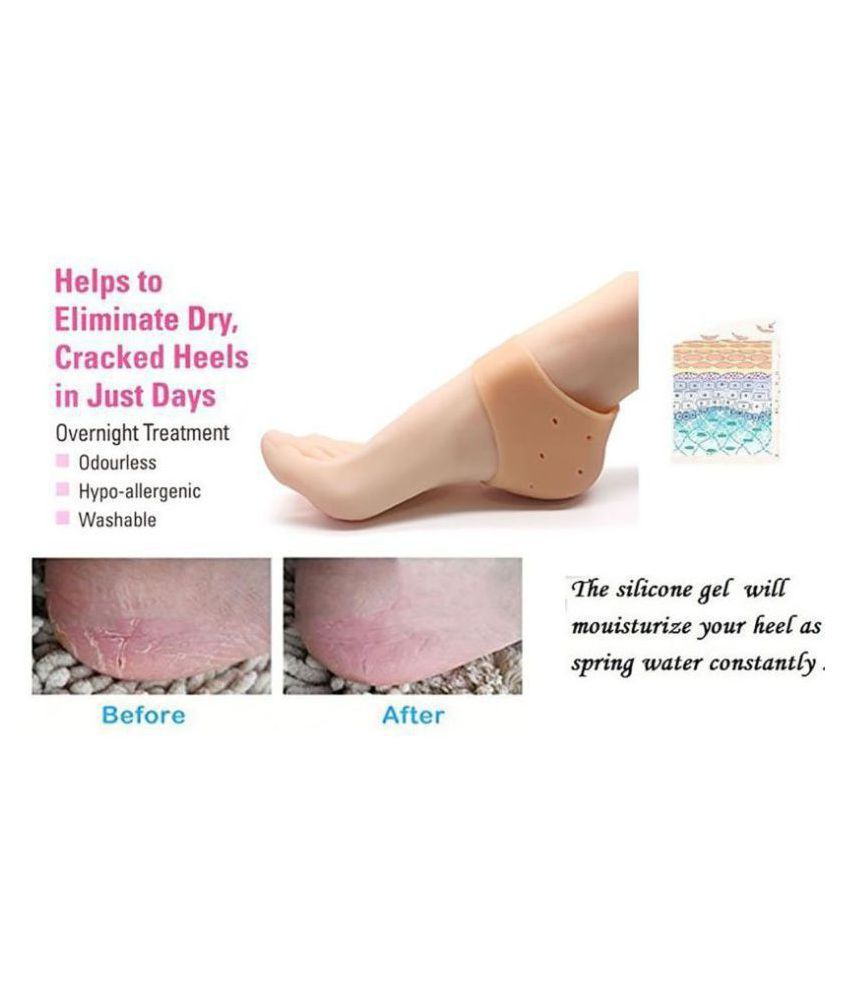 Helps to
Eliminate Dry,
Cracked Heels
in Just Days
Overnight Treatment
Odourless
Hypo-allergenic
Washable
Before
After
The silicone gel will
mouisturize your heel as
spring water constantly .